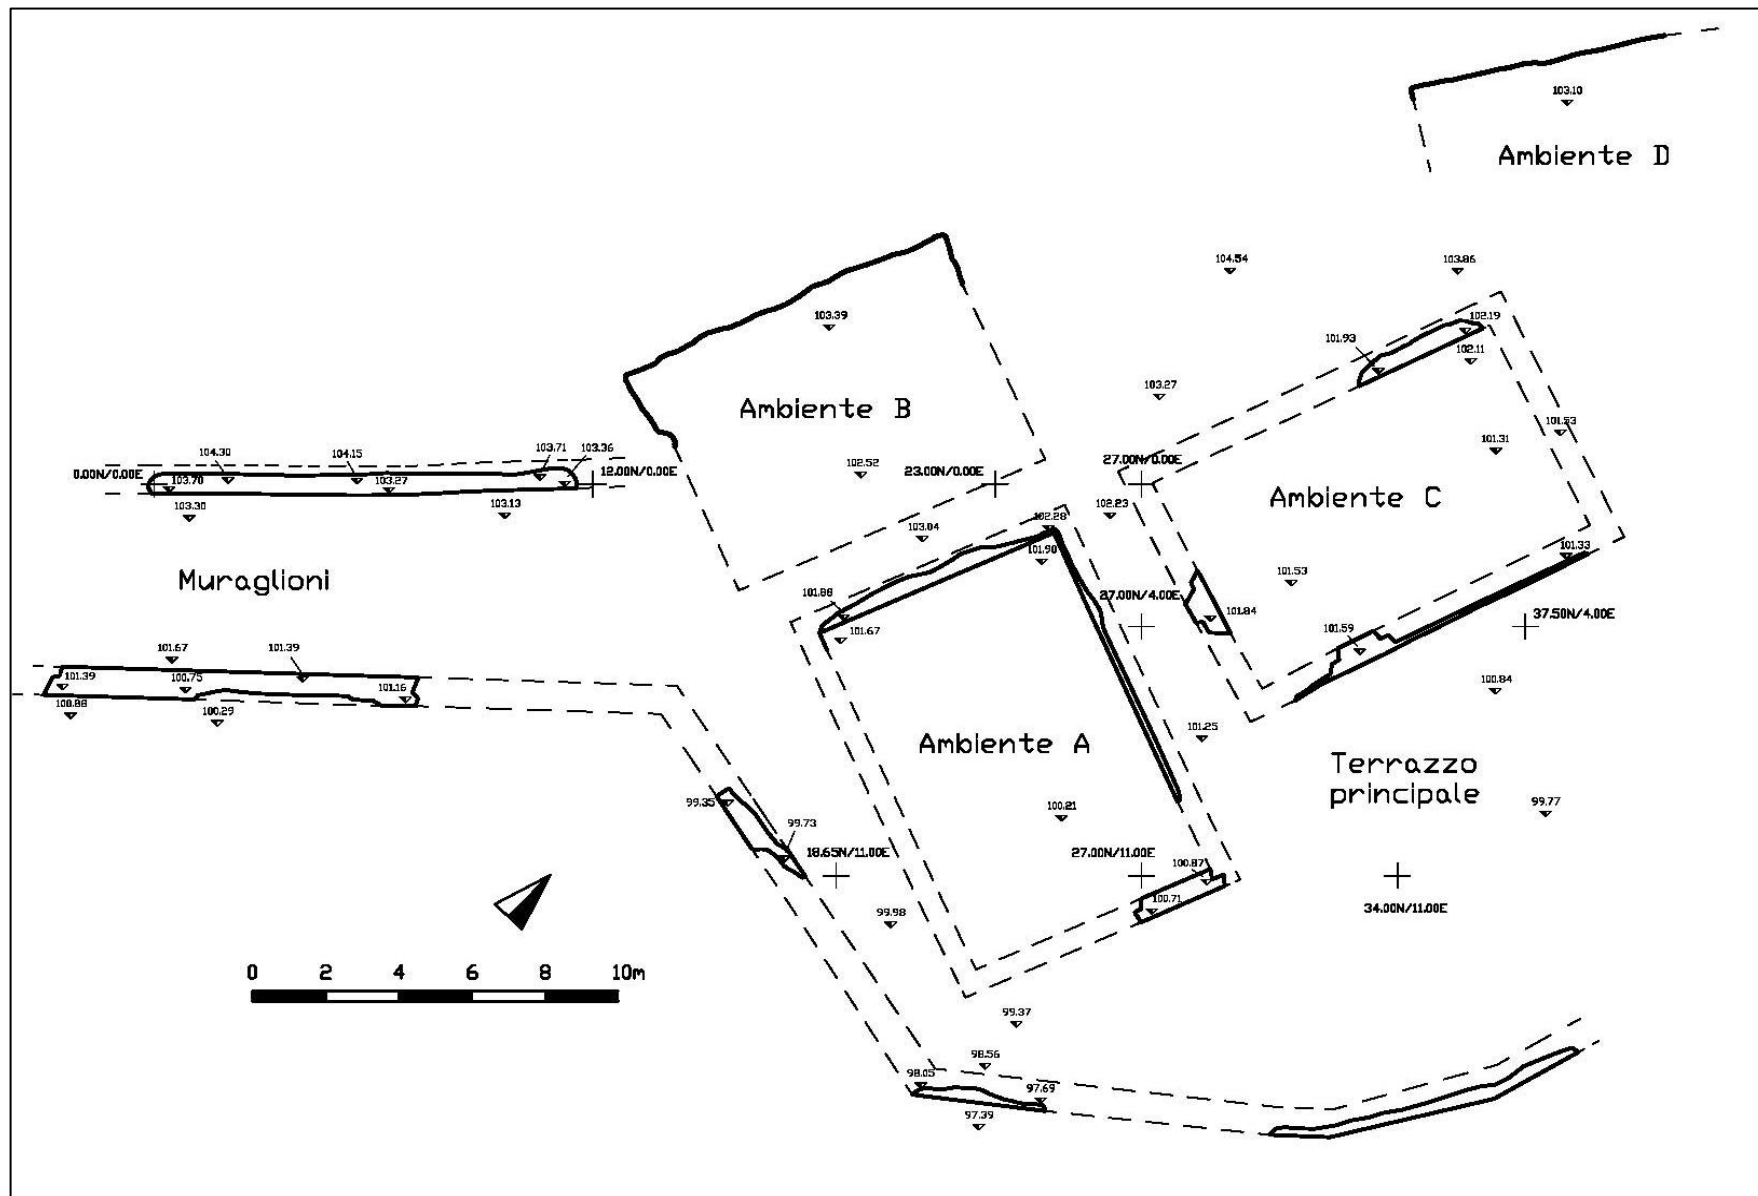 103.10
Ambiente D
104.54
103.86
103.39
102.19
101.93
102.11
103.27
Ambiente B
101.53
101.31
104.30
104.15
103.71
103.36
0.00N/0.00E
103.70
103.27
12.00N/0.00E
102.52
23.00N/0.00E
27.00N/0.00E
Ambiente C
103.30
103.13
103.84
102.28
102.23
101.90
101.33
Muraglioni
101.53
101.88
27.00N/4.00E
101.84
37.50N/4.00E
101.67
101.59
101.67
101.39
101.39
100.75
101.16
100.88
100.29
100.84
101.25
Ambiente A
Terrazzo
principale
99.35
99.73
100.21
99.77
18.65N/11.00E
27.00N/11.00E
100.87
100.71
34.00N/11.00E
99.98
0 2 4 6 8 10m
99.37
98.56
98.05
97.69
97.39